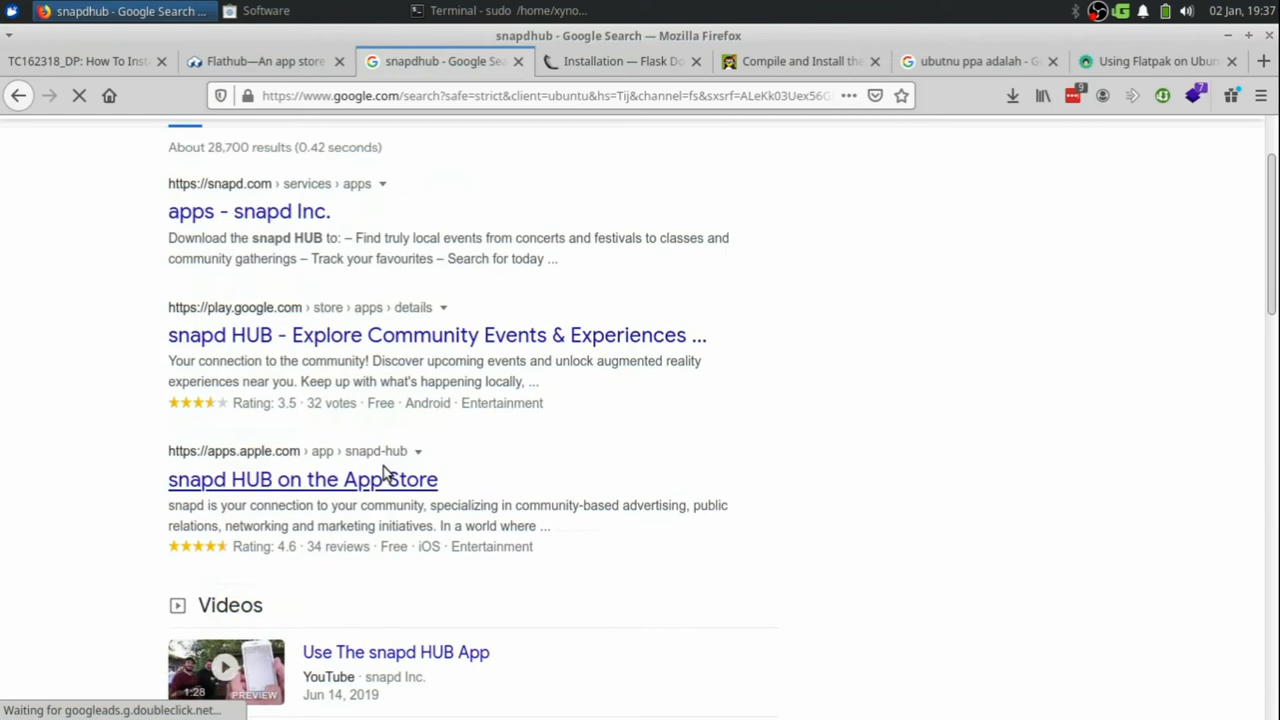 snapdhub - Google Search ...
Software
Terminal - sudo /home/xyno...
02 Jan, 19:37
snapdhub - Google Search — Mozilla Firefox
TC162318_DP: How To Inst
Flathub—An app store
snapdhub - Google Sea
Installation — Flask Do
Compile and Install the
ubutnu ppa adalah - G
Using Flatpak on Ubun
https://www.google.com/search?safe=strict&client=ubuntu&hs=Tij&channel=fs&sxsrf=ALeKk03Uex56G
9
7
About 28,700 results (0.42 seconds)
https://snapd.com › services › apps
apps - snapd Inc.
Download the snapd HUB to: – Find truly local events from concerts and festivals to classes and
community gatherings – Track your favourites – Search for today ...
https://play.google.com › store › apps › details
snapd HUB - Explore Community Events & Experiences ...
Your connection to the community! Discover upcoming events and unlock augmented reality
experiences near you. Keep up with what's happening locally, ...
Rating: 3.5 · 32 votes · Free · Android · Entertainment
https://apps.apple.com › app › snapd-hub
snapd HUB on the App Store
snapd is your connection to your community, specializing in community-based advertising, public
relations, networking and marketing initiatives. In a world where ...
Rating: 4.6 · 34 reviews · Free · iOS · Entertainment
Videos
Use The snapd HUB App
YouTube · snapd Inc.
1:28
PREVIEW
Jun 14, 2019
Waiting for googleads.g.doubleclick.net...